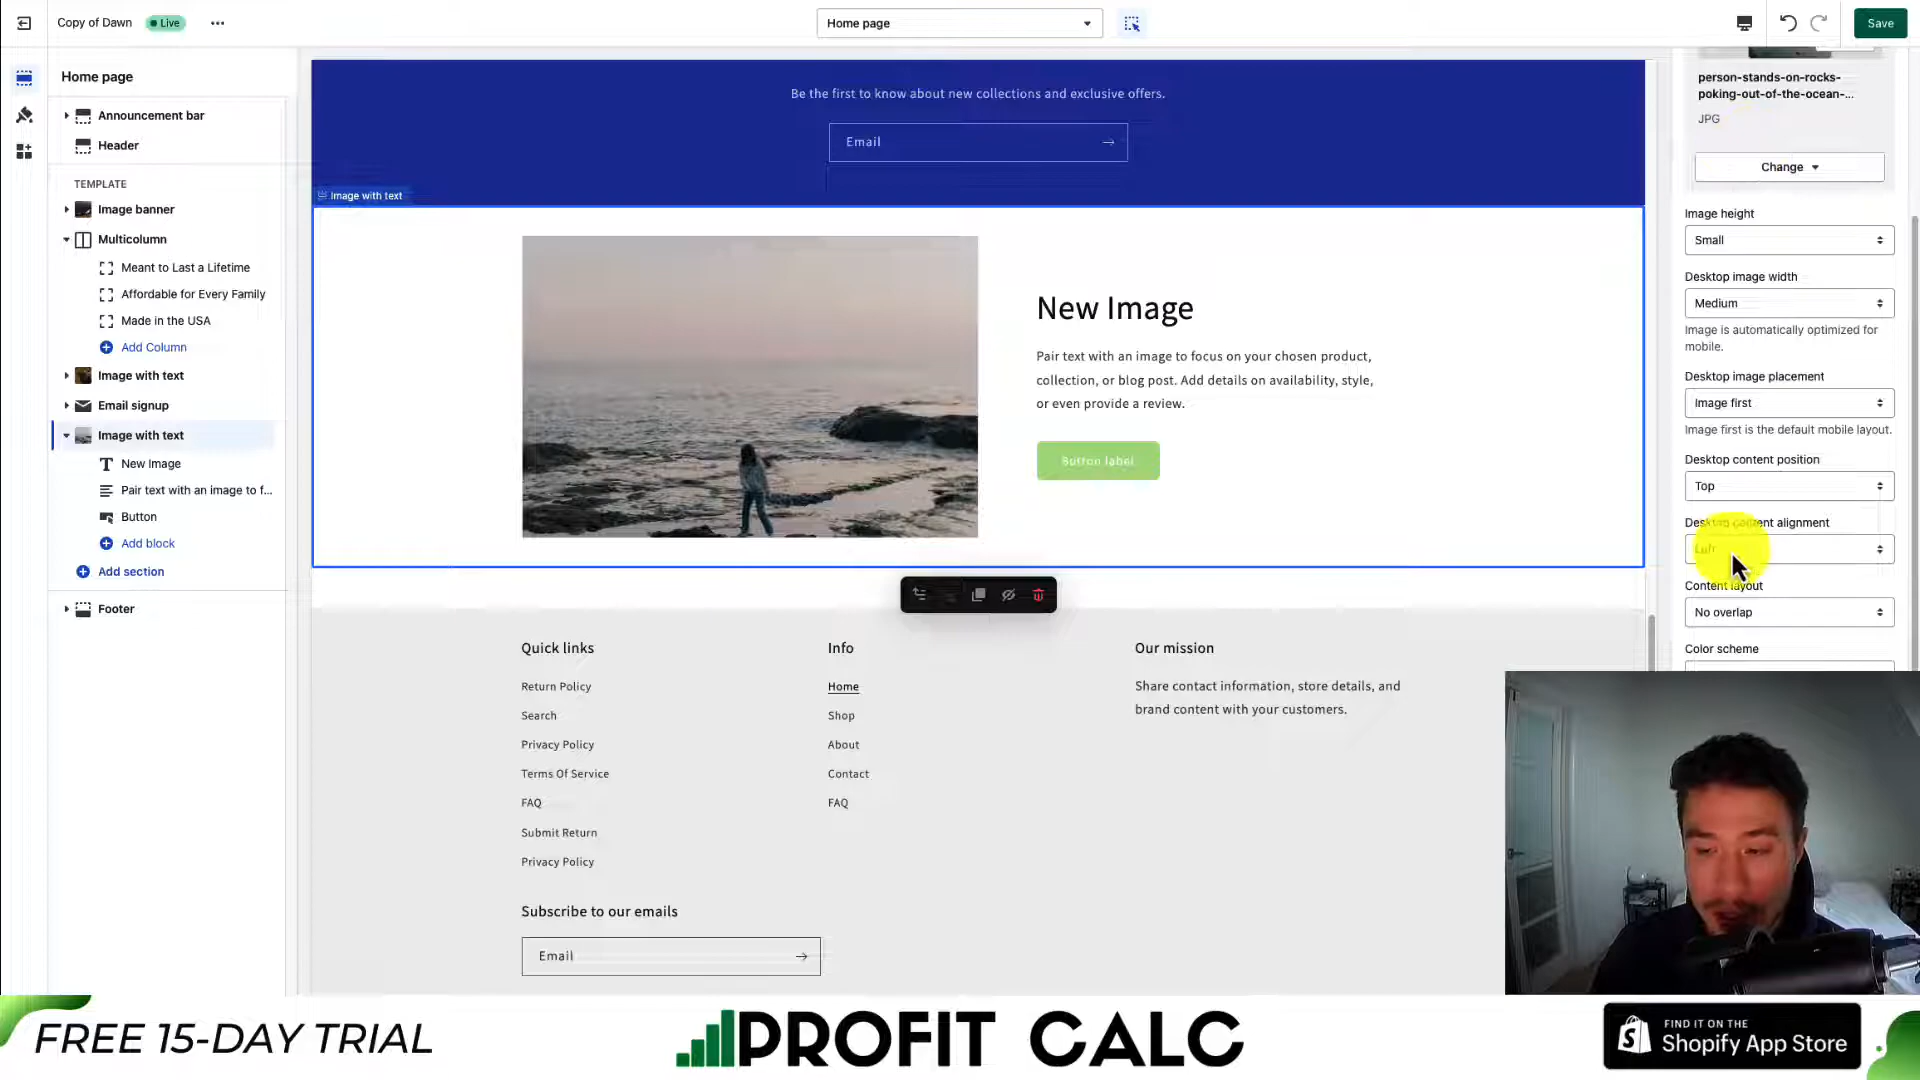 Copy of Dawn
Live
Home page
Save
Home page
Announcement bar
Header
TEMPLATE
Image banner
Multicolumn
Meant to Last a Lifetime
Affordable for Every Family
Made in the USA
Add Column
Image with text
Email signup
Image with text
New Image
Pair text with an image to f...
Button
Add block
Add section
Footer
Be the first to know about new collections and exclusive offers.
Email
Image with text
New Image
Pair text with an image to focus on your chosen product,
collection, or blog post. Add details on availability, style,
or even provide a review.
Button label
Quick links
Return Policy
Search
Privacy Policy
Terms Of Service
FAQ
Submit Return
Privacy Policy
Info
Home
Shop
About
Contact
FAQ
Our mission
Share contact information, store details, and
brand content with your customers.
Subscribe to our emails
Email
person-stands-on-rocks-
poking-out-of-the-ocean-...
JPG
Change
Image height
Small
Desktop image width
Medium
Image is automatically optimized for
mobile.
Desktop image placement
Image first
Image first is the default mobile layout.
Desktop content position
Top
Desktop content alignment
Left
Content layout
No overlap
Color scheme
FREE 15-DAY TRIAL
PROFIT CALC
FIND IT ON THE
Shopify App Store